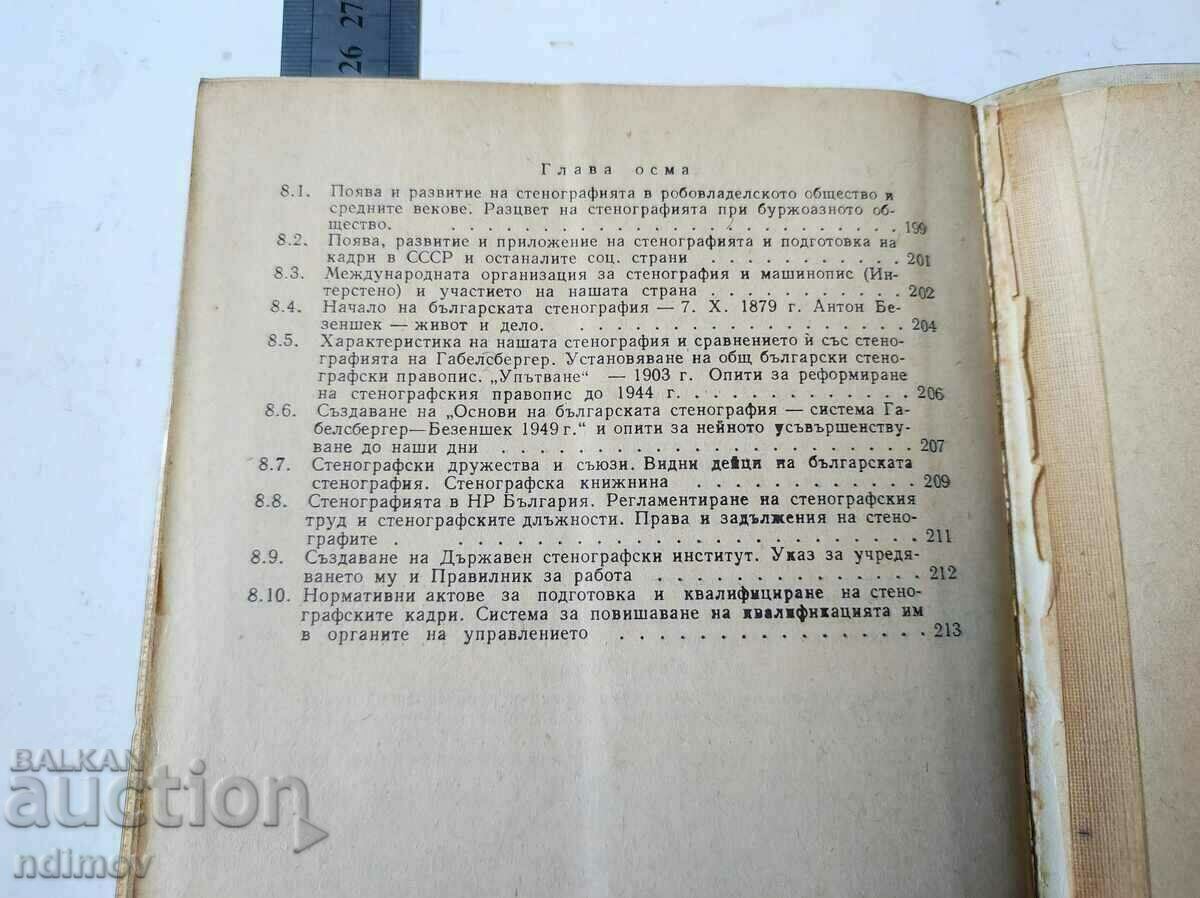 26 27
Глава осма
8.1. Поява и развитие на стенографията в робовладелското общество и
средните векове. Разцвет на стенографията при буржоазното об-
щество. . . . . . . . . . . . . . . . . . . 199
8.2. Поява, развитие и приложение на стенографията и подготовка на
кадри в СССР и останалите соц. страни . . . . . . . . . . 201
8.3. Международната организация за стенография и машинопис (Ин-
терстено) и участието на нашата страна . . . . . . . . . . 202
8.4. Начало на българската стенография — 7. X. 1879 г. Антон Бе-
зеншек — живот и дело. . . . . . . . . . . . . . . 204
8.5. Характеристика на нашата стенография и сравнението ѝ със стено-
графията на Габелсбергер. Установяване на общ български стено-
графски правопис. „Упътване" — 1903 г. Опити за реформиране
на стенографския правопис до 1944 г. . . . . . . . . . . . 206
8.6. Създаване на „Основи на българската стенография — система Га-
белсбергер—Безеншек 1949 г." и опити за нейното усъвършенству-
ване до наши дни . . . . . . . . . . . . . . . . 207
8.7. Стенографски дружества и съюзи. Видни дейци на българската
стенография. Стенографска книжнина . . . . . . . . . . . 209
8.8. Стенографията в НР България. Регламентиране на стенографския
труд и стенографските длъжности. Права и задължения на стено-
графите . . . . . . . . . . . . . . . . . . . 211
8.9. Създаване на Държавен стенографски институт. Указ за учредя-
ването му и Правилник за работа . . . . . . . . . . . . 212
8.10. Нормативни актове за подготовка и квалифициране на стено-
графските кадри. Система за повишаване на квалификацията им
в органите на управлението . . . . . . . . . . . . . 213
BALKAN
auction
ndimov